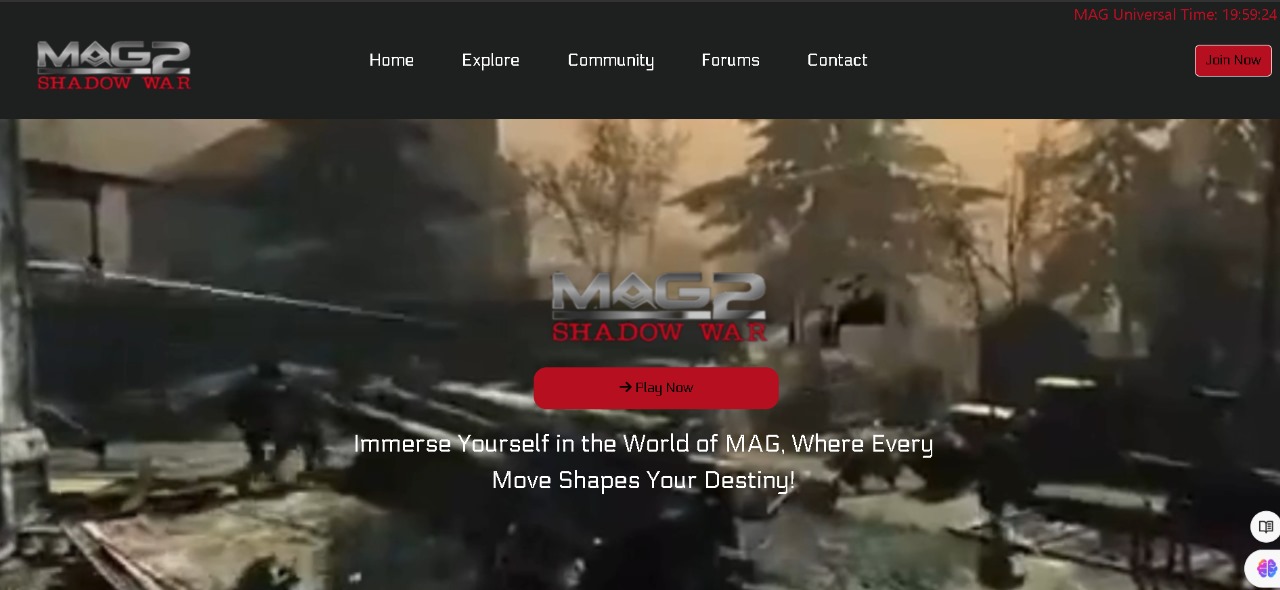 MAG Universal Time: 19:59:24
MAG2
SHADOW WAR
Home Explore Community Forums Contact
Join Now
MAG2
SHADOW WAR
→ Play Now
Immerse Yourself in the World of MAG, Where Every
Move Shapes Your Destiny!